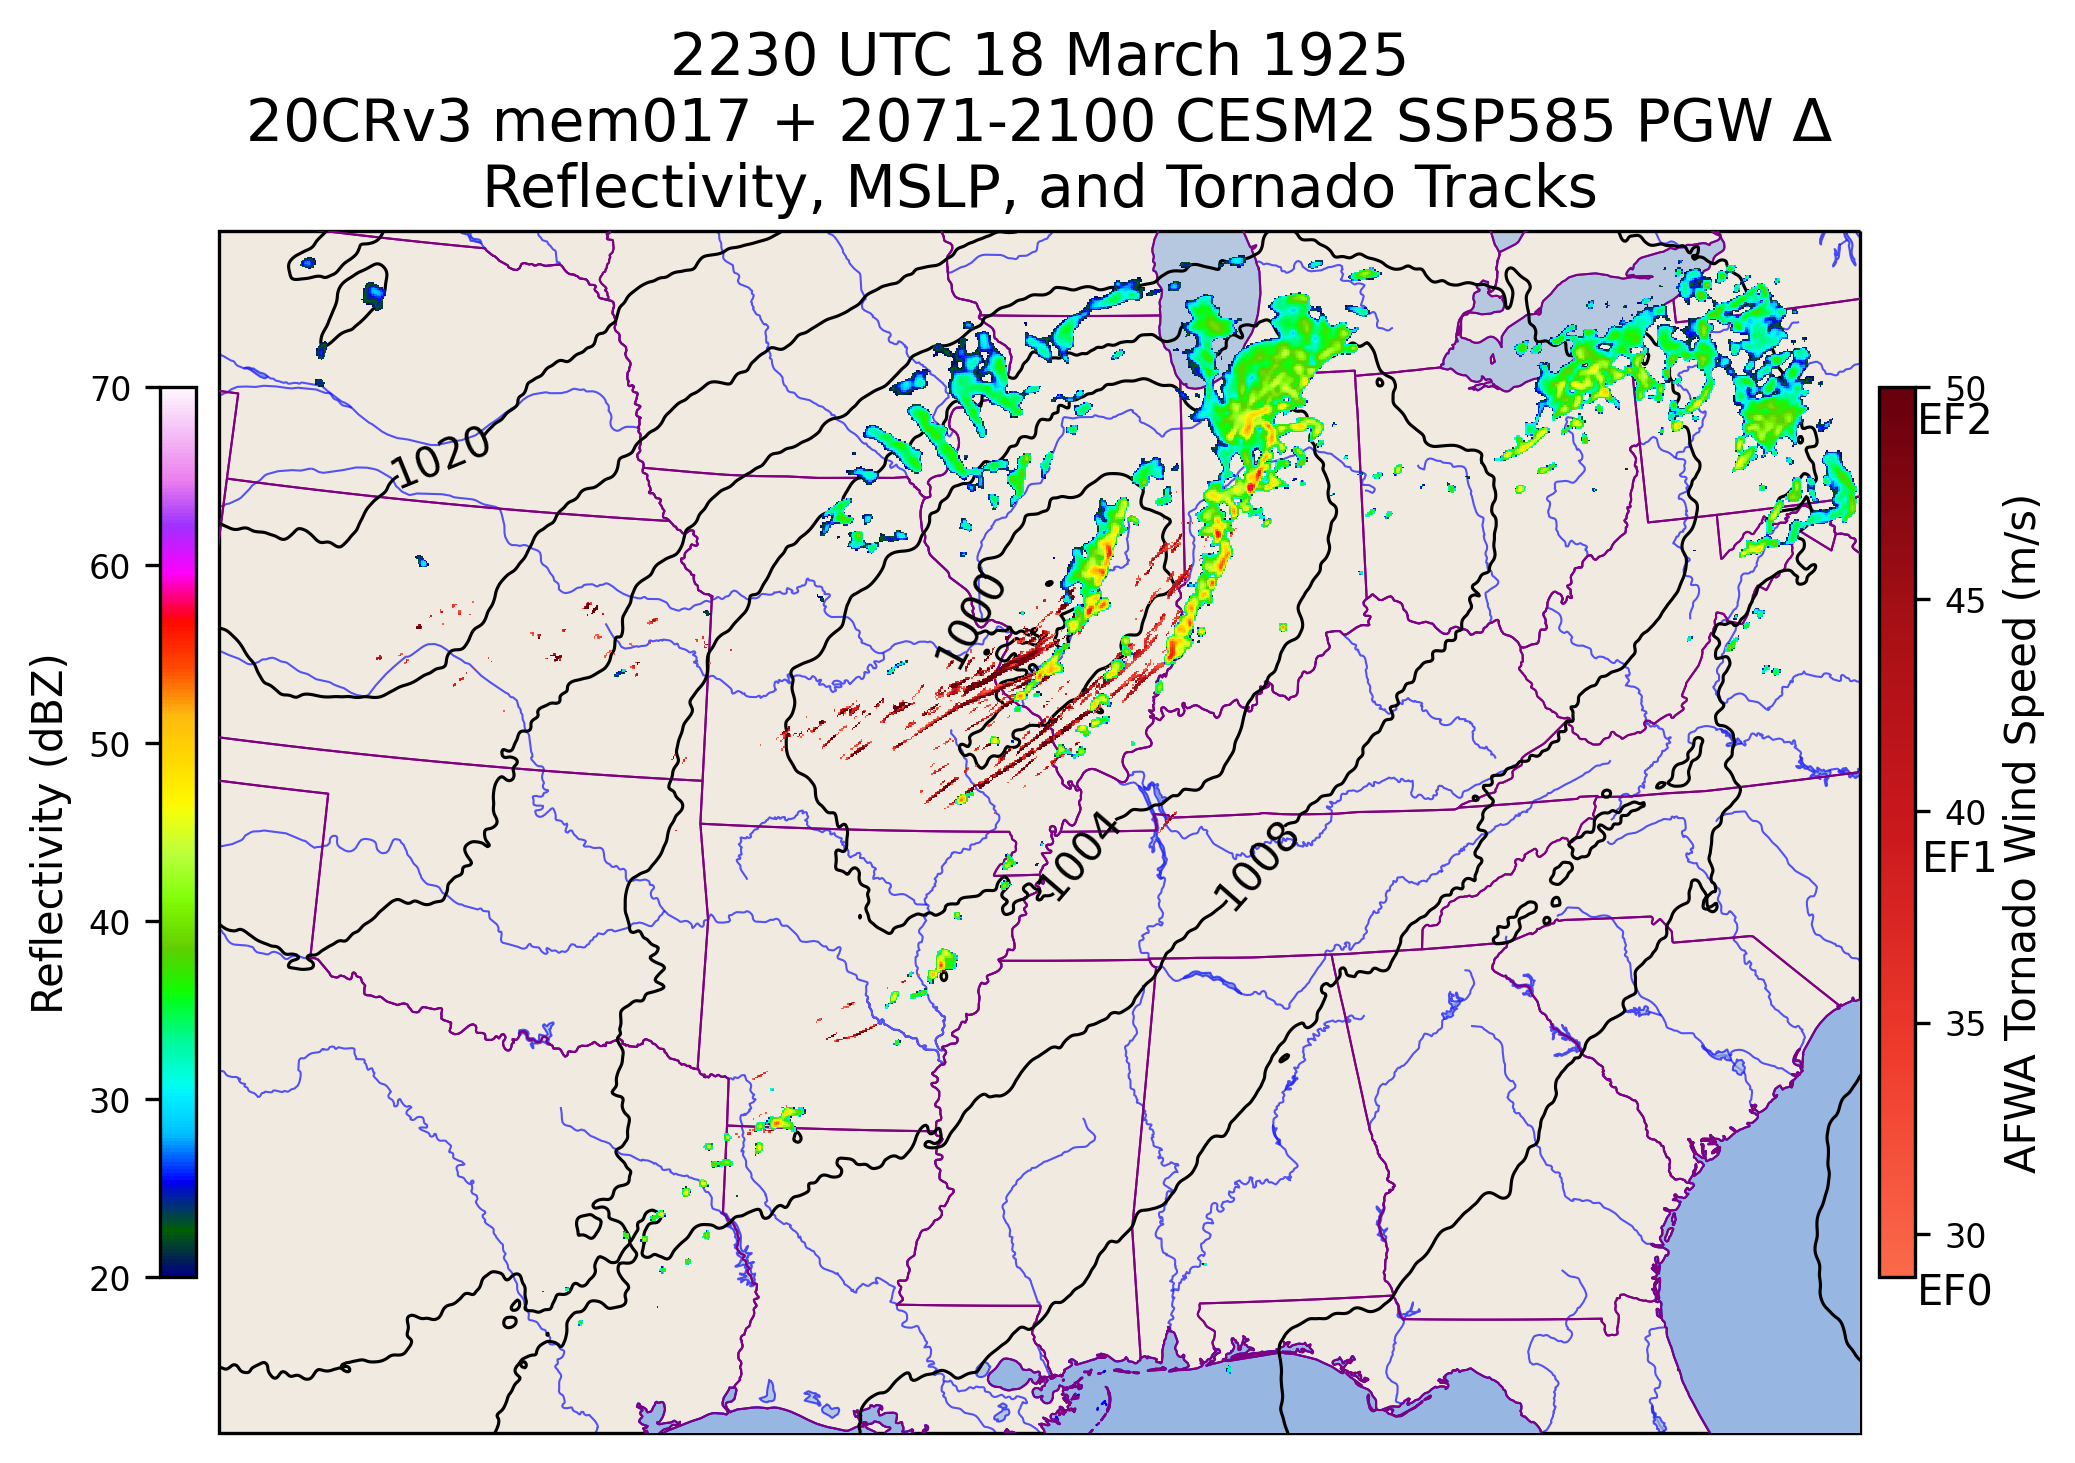 2230 UTC 18 March 1925
20CRv3 mem017 + 2071-2100 CESM2 SSP585 PGW Δ
Reflectivity, MSLP, and Tornado Tracks
Reflectivity (dBZ)
70
60
50
40
30
20
1020
1000
1004
1008
50
EF2
45
40
EF1
35
30
EF0
AFWA Tornado Wind Speed (m/s)